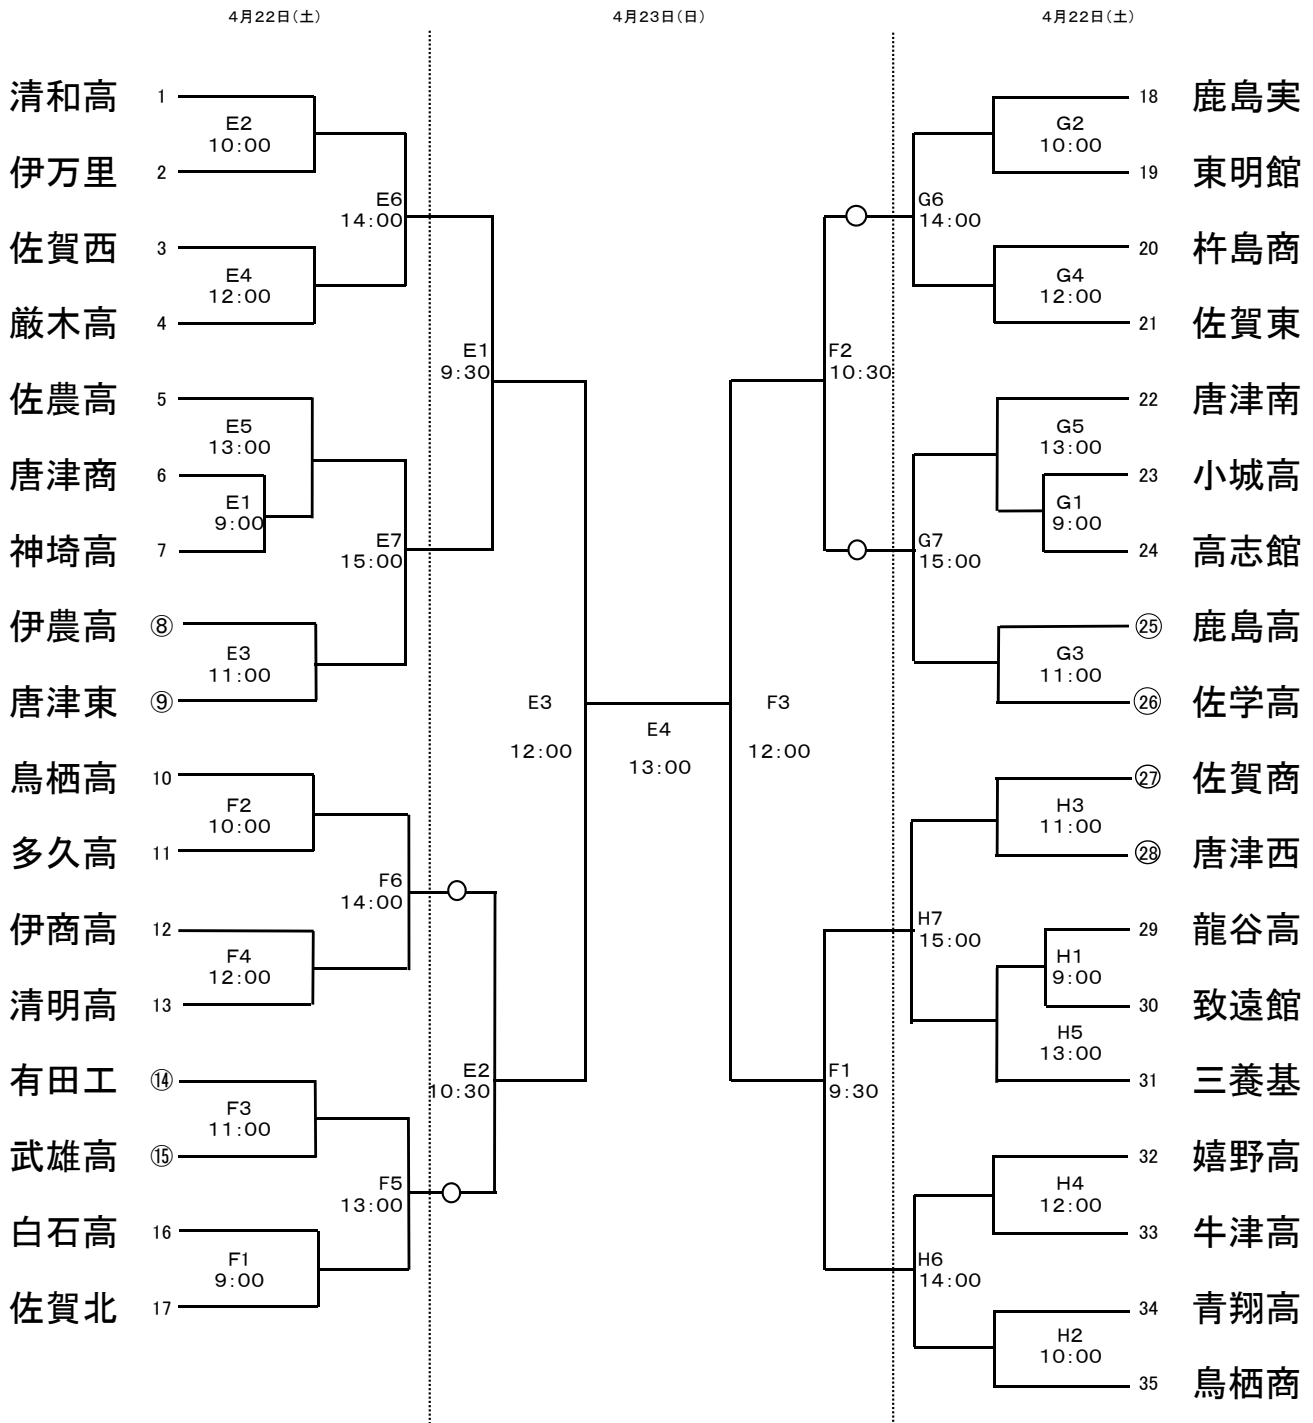 4月22日(土)
4月23日(日)
4月22日(土)
清和高 1
E2
10:00
伊万里 2
E6
14:00
佐賀西 3
E4
12:00
厳木高 4
E1
9:30
佐農高 5
E5
13:00
唐津商 6
E1
9:00
神埼高 7
E7
15:00
伊農高 ⑧
E3
11:00
唐津東 ⑨
鳥栖高 10
F2
10:00
多久高 11
F6
14:00
伊商高 12
F4
12:00
清明高 13
E2
10:30
有田工 ⑭
F3
11:00
武雄高 ⑮
F5
13:00
白石高 16
F1
9:00
佐賀北 17
E3
12:00
E4
13:00
F3
12:00
18 鹿島実
G2
10:00
19 東明館
G6
14:00
20 杵島商
G4
12:00
21 佐賀東
F2
10:30
22 唐津南
G5
13:00
23 小城高
G1
9:00
24 高志館
G7
15:00
㉕ 鹿島高
G3
11:00
㉖ 佐学高
㉗ 佐賀商
H3
11:00
㉘ 唐津西
H7
15:00
29 龍谷高
H1
9:00
30 致遠館
H5
13:00
31 三養基
F1
9:30
32 嬉野高
H4
12:00
33 牛津高
H6
14:00
34 青翔高
H2
10:00
35 鳥栖商